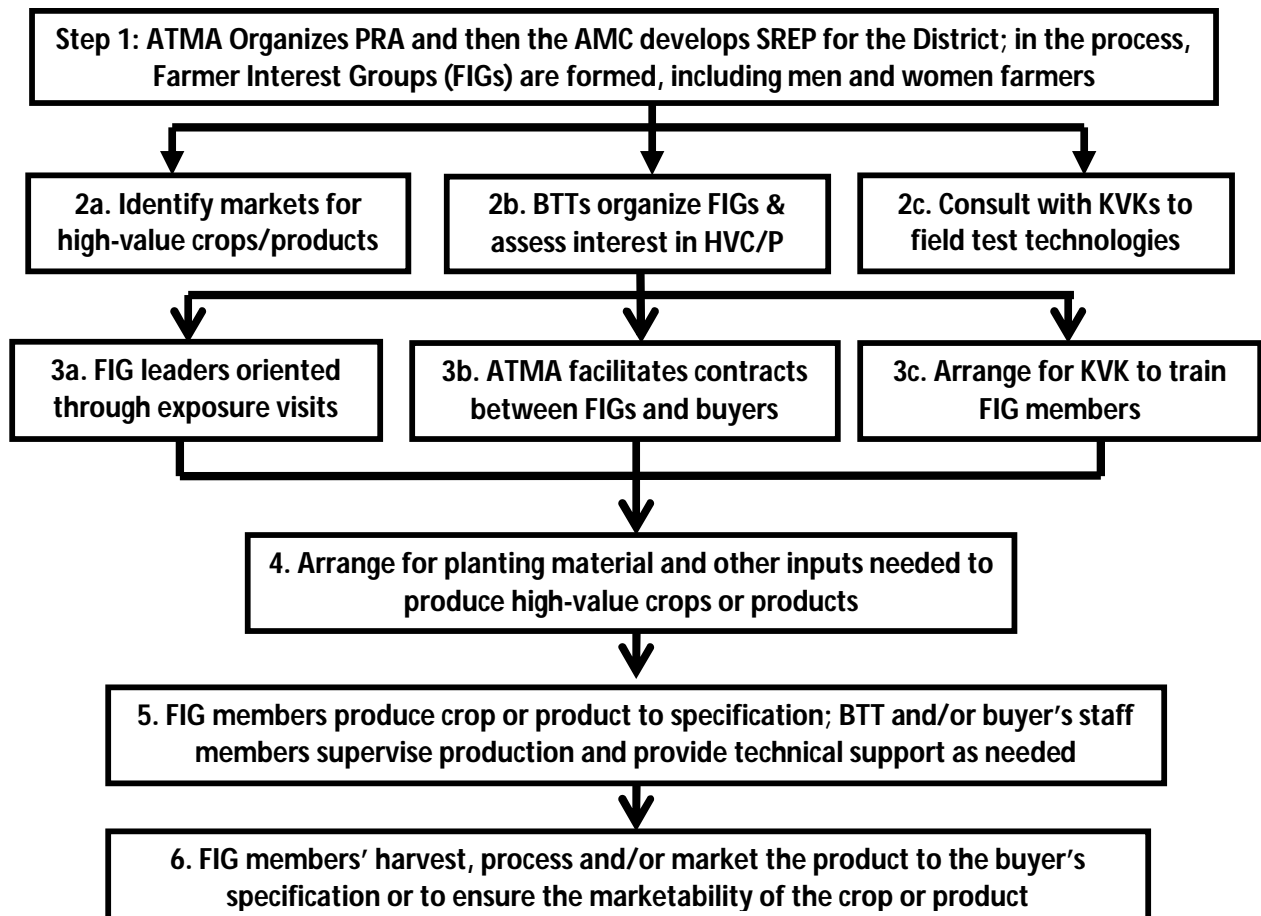 Step 1: ATMA Organizes PRA and then the AMC develops SREP for the District; in the process,
Farmer Interest Groups (FIGs) are formed, including men and women farmers
2a. Identify markets for
high-value crops/products
2b. BTTs organize FIGs &
assess interest in HVC/P
2c. Consult with KVKs to
field test technologies
3a. FIG leaders oriented
through exposure visits
3b. ATMA facilitates contracts
between FIGs and buyers
3c. Arrange for KVK to train
FIG members
4. Arrange for planting material and other inputs needed to
produce high-value crops or products
5. FIG members produce crop or product to specification; BTT and/or buyer's staff
members supervise production and provide technical support as needed
6. FIG members' harvest, process and/or market the product to the buyer's
specification or to ensure the marketability of the crop or product